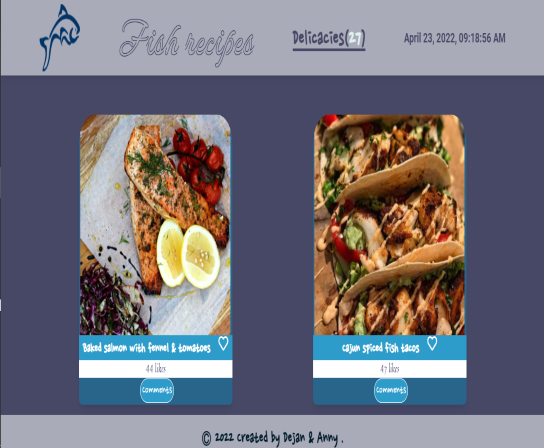 Fish recipes
Delicacies(27)
April 23, 2022, 09:18:56 AM
Baked salmon with fennel & tomatoes
44 likes
Comments
Cajun spiced fish tacos
47 likes
Comments
© 2022 created by Dejan & Anny .